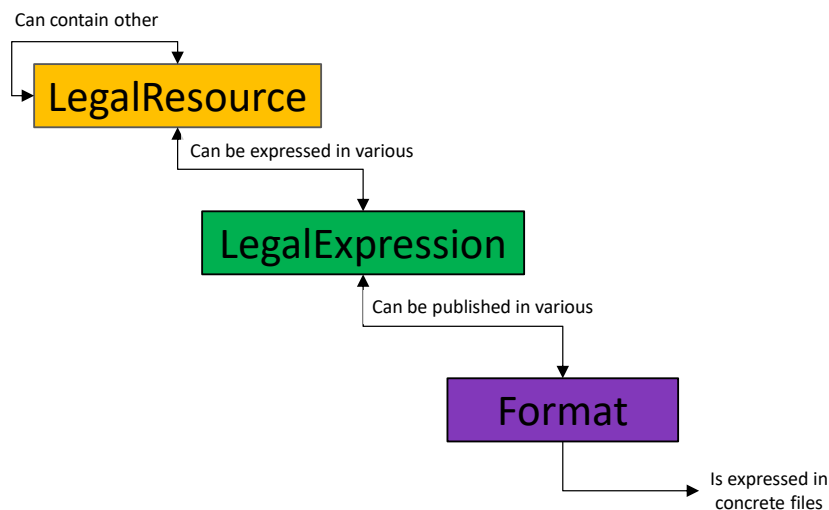 Can contain other
LegalResource
Can be expressed in various
LegalExpression
Can be published in various
Format
Is expressed in
concrete files